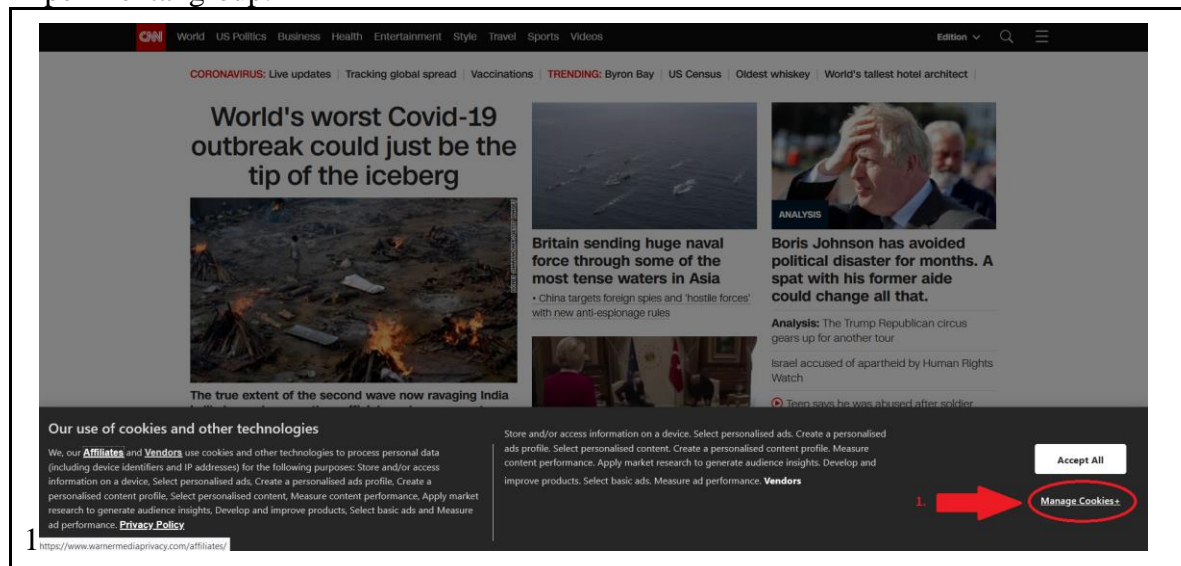 CNN World US Politics Business Health Entertainment Style Travel Sports Videos Edition
CORONAVIRUS: Live updates | Tracking global spread | Vaccinations | TRENDING: Byron Bay | US Census | Oldest whiskey | World's tallest hotel architect |
World's worst Covid-19
outbreak could just be the
tip of the iceberg
The true extent of the second wave now ravaging India
Britain sending huge naval
force through some of the
most tense waters in Asia
• China targets foreign spies and 'hostile forces'
with new anti-espionage rules
ANALYSIS
Boris Johnson has avoided
political disaster for months. A
spat with his former aide
could change all that.
Analysis: The Trump Republican circus
gears up for another tour
Israel accused of apartheid by Human Rights
Watch
Teen says he was abused after soldier
Our use of cookies and other technologies
We, our Affiliates and Vendors use cookies and other technologies to process personal data
(including device identifiers and IP addresses) for the following purposes: Store and/or access
information on a device, Select personalised ads, Create a personalised ads profile, Create a
personalised content profile, Select personalised content, Measure content performance, Apply market
research to generate audience insights, Develop and improve products, Select basic ads and Measure
ad performance. Privacy Policy
Store and/or access information on a device. Select personalised ads. Create a personalised
ads profile. Select personalised content. Create a personalised content profile. Measure
content performance. Apply market research to generate audience insights. Develop and
improve products. Select basic ads. Measure ad performance. Vendors
Accept All
1.
Manage Cookies+
1
https://www.warnermediaprivacy.com/affiliates/